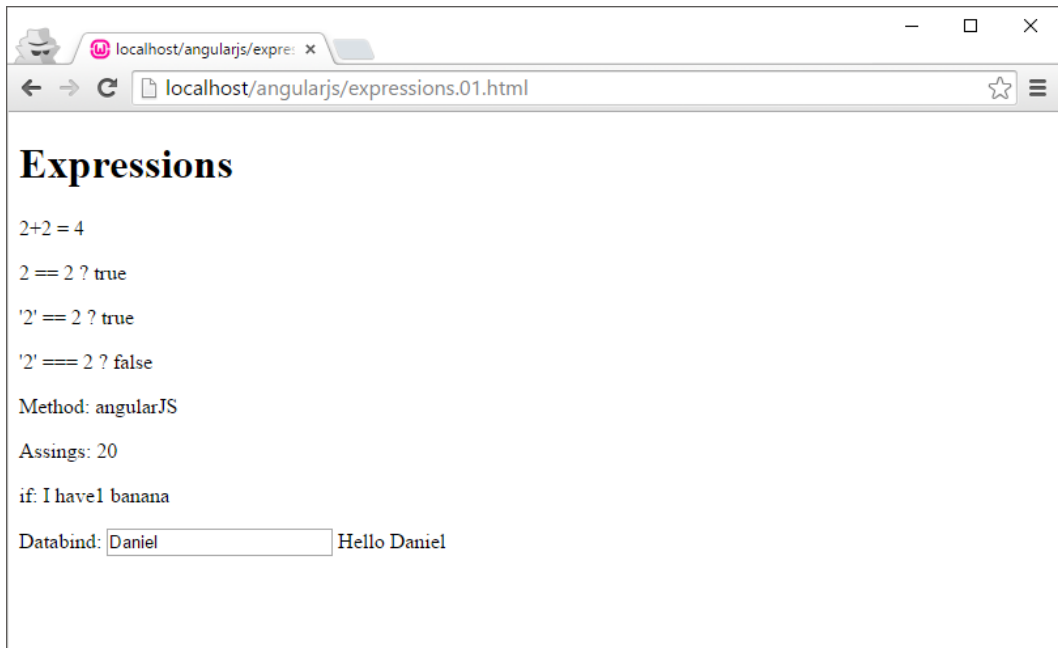 localhost/angularjs/expres
localhost/angularjs/expressions.01.html
Expressions
2+2 = 4
2 == 2 ? true
'2' == 2 ? true
'2' === 2 ? false
Method: angularJS
Assings: 20
if: I have1 banana
Databind: Daniel Hello Daniel